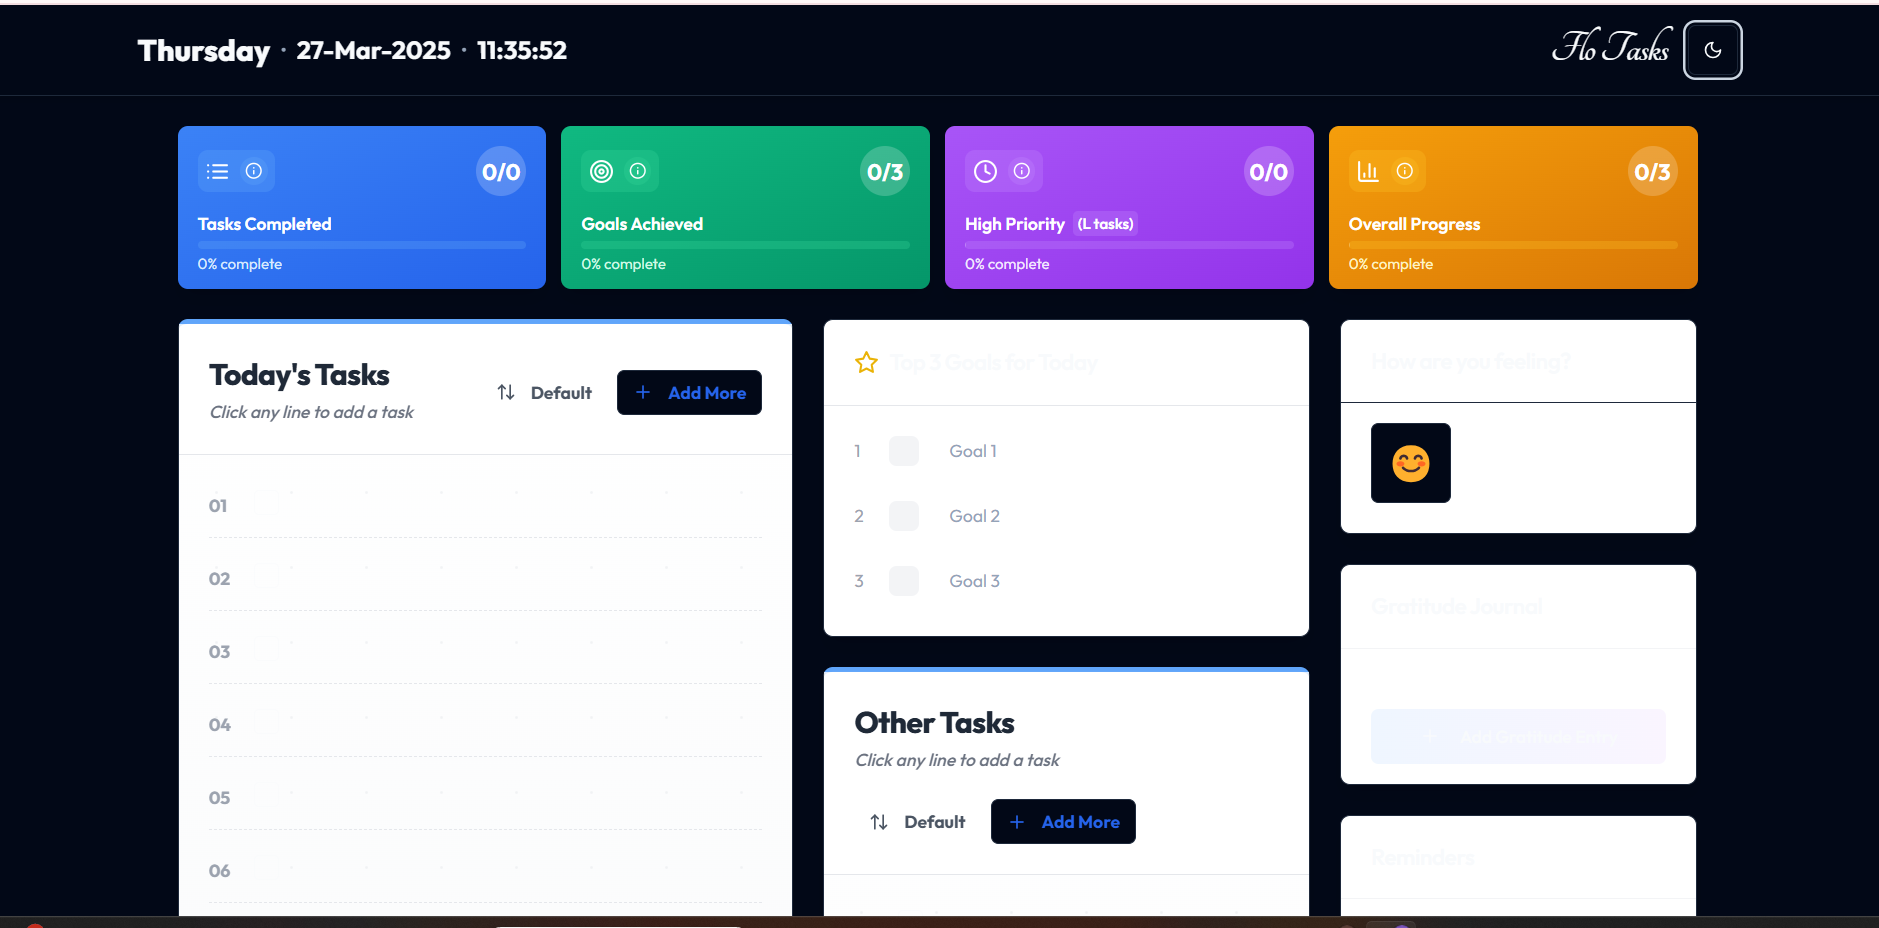 Thursday · 27-Mar-2025 · 11:35:52
Flo Tasks
0/0
Tasks Completed
0% complete
0/3
Goals Achieved
0% complete
0/0
High Priority (L tasks)
0% complete
0/3
Overall Progress
0% complete
Today's Tasks
Click any line to add a task
Default
+ Add More
01
02
03
04
05
06
Top 3 Goals for Today
1 Goal 1
2 Goal 2
3 Goal 3
Other Tasks
Click any line to add a task
Default
+ Add More
How are you feeling?
Gratitude Journal
Add Gratitude Entry
Reminders